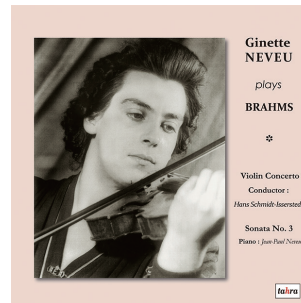 Ginette
NEVEU
plays
BRAHMS
*
Violin Concerto
Conductor :
Hans Schmidt-Isserstedt
Sonata No. 3
Piano : Jean-Paul Neveu
tahra